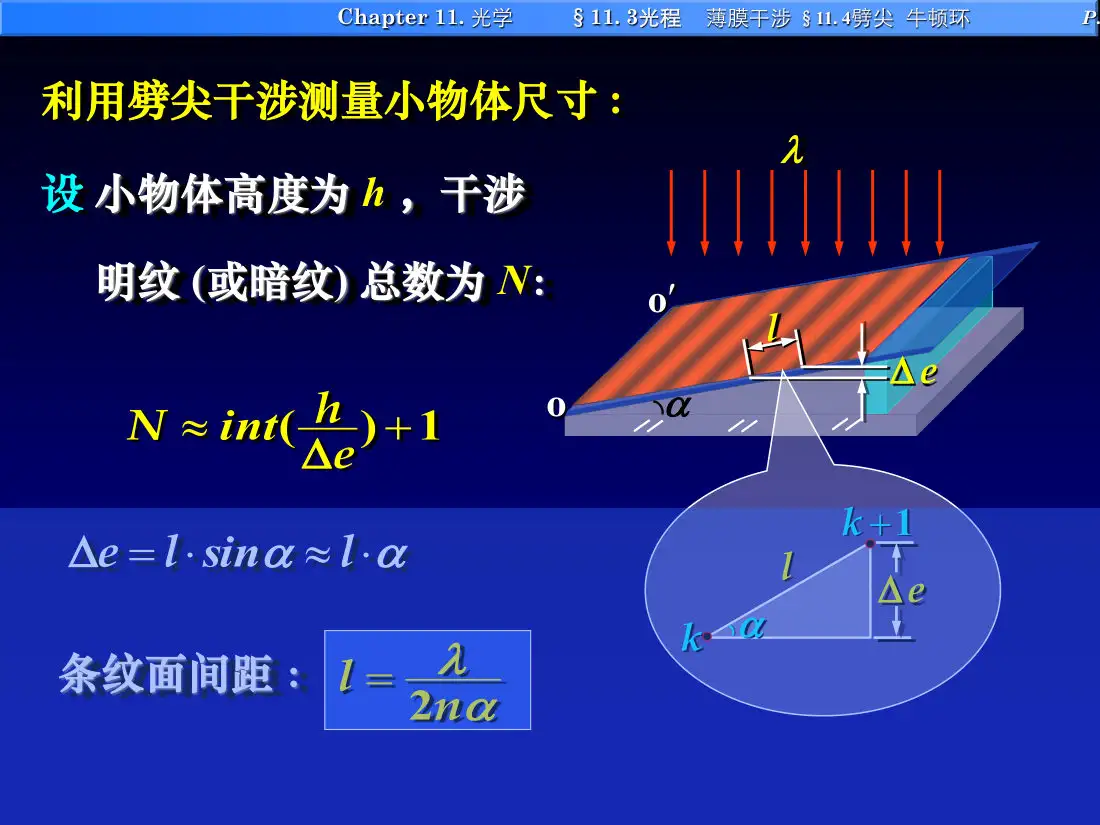 Chapter 11. 光学 §11. 3光程 薄膜干涉 §11. 4劈尖 牛顿环 P.
利用劈尖干涉测量小物体尺寸：
设 小物体高度为 h ，干涉
明纹 (或暗纹) 总数为 N:
N ≈ int( h/Δe ) + 1
Δe = l · sinα ≈ l · α
条纹面间距： l = λ/2nα
λ
o′
l
Δe
o
α
k + 1
l
Δe
k
α